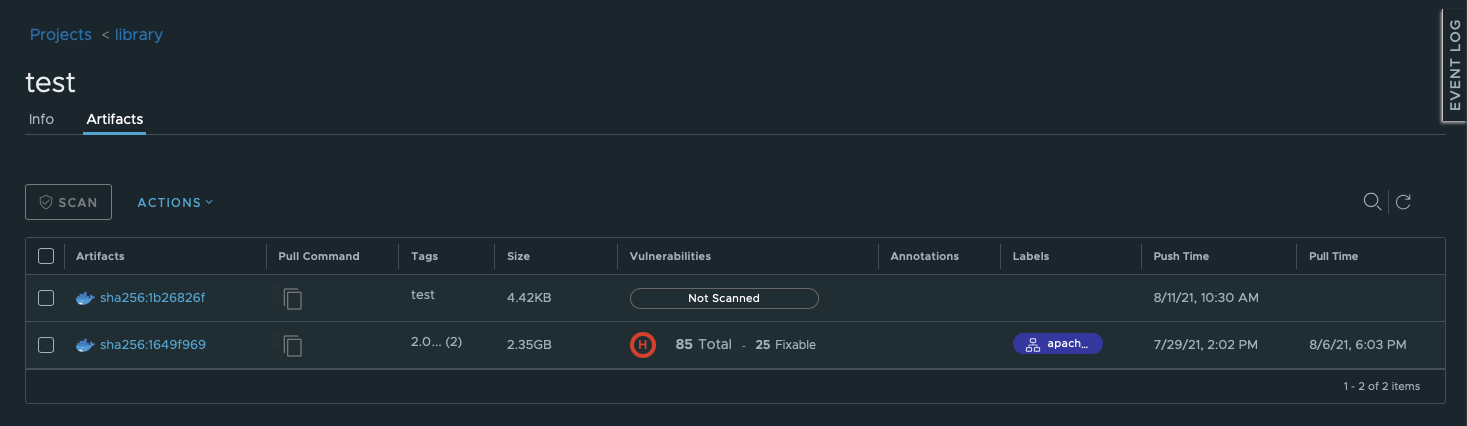 Projects < library
EVENT LOG
test
Info Artifacts
SCAN ACTIONS
Artifacts Pull Command Tags Size Vulnerabilities Annotations Labels Push Time Pull Time
sha256:1b26826f test 4.42KB Not Scanned 8/11/21, 10:30 AM
sha256:1649f969 2.0... (2) 2.35GB H 85 Total - 25 Fixable apach... 7/29/21, 2:02 PM 8/6/21, 6:03 PM
1 - 2 of 2 items